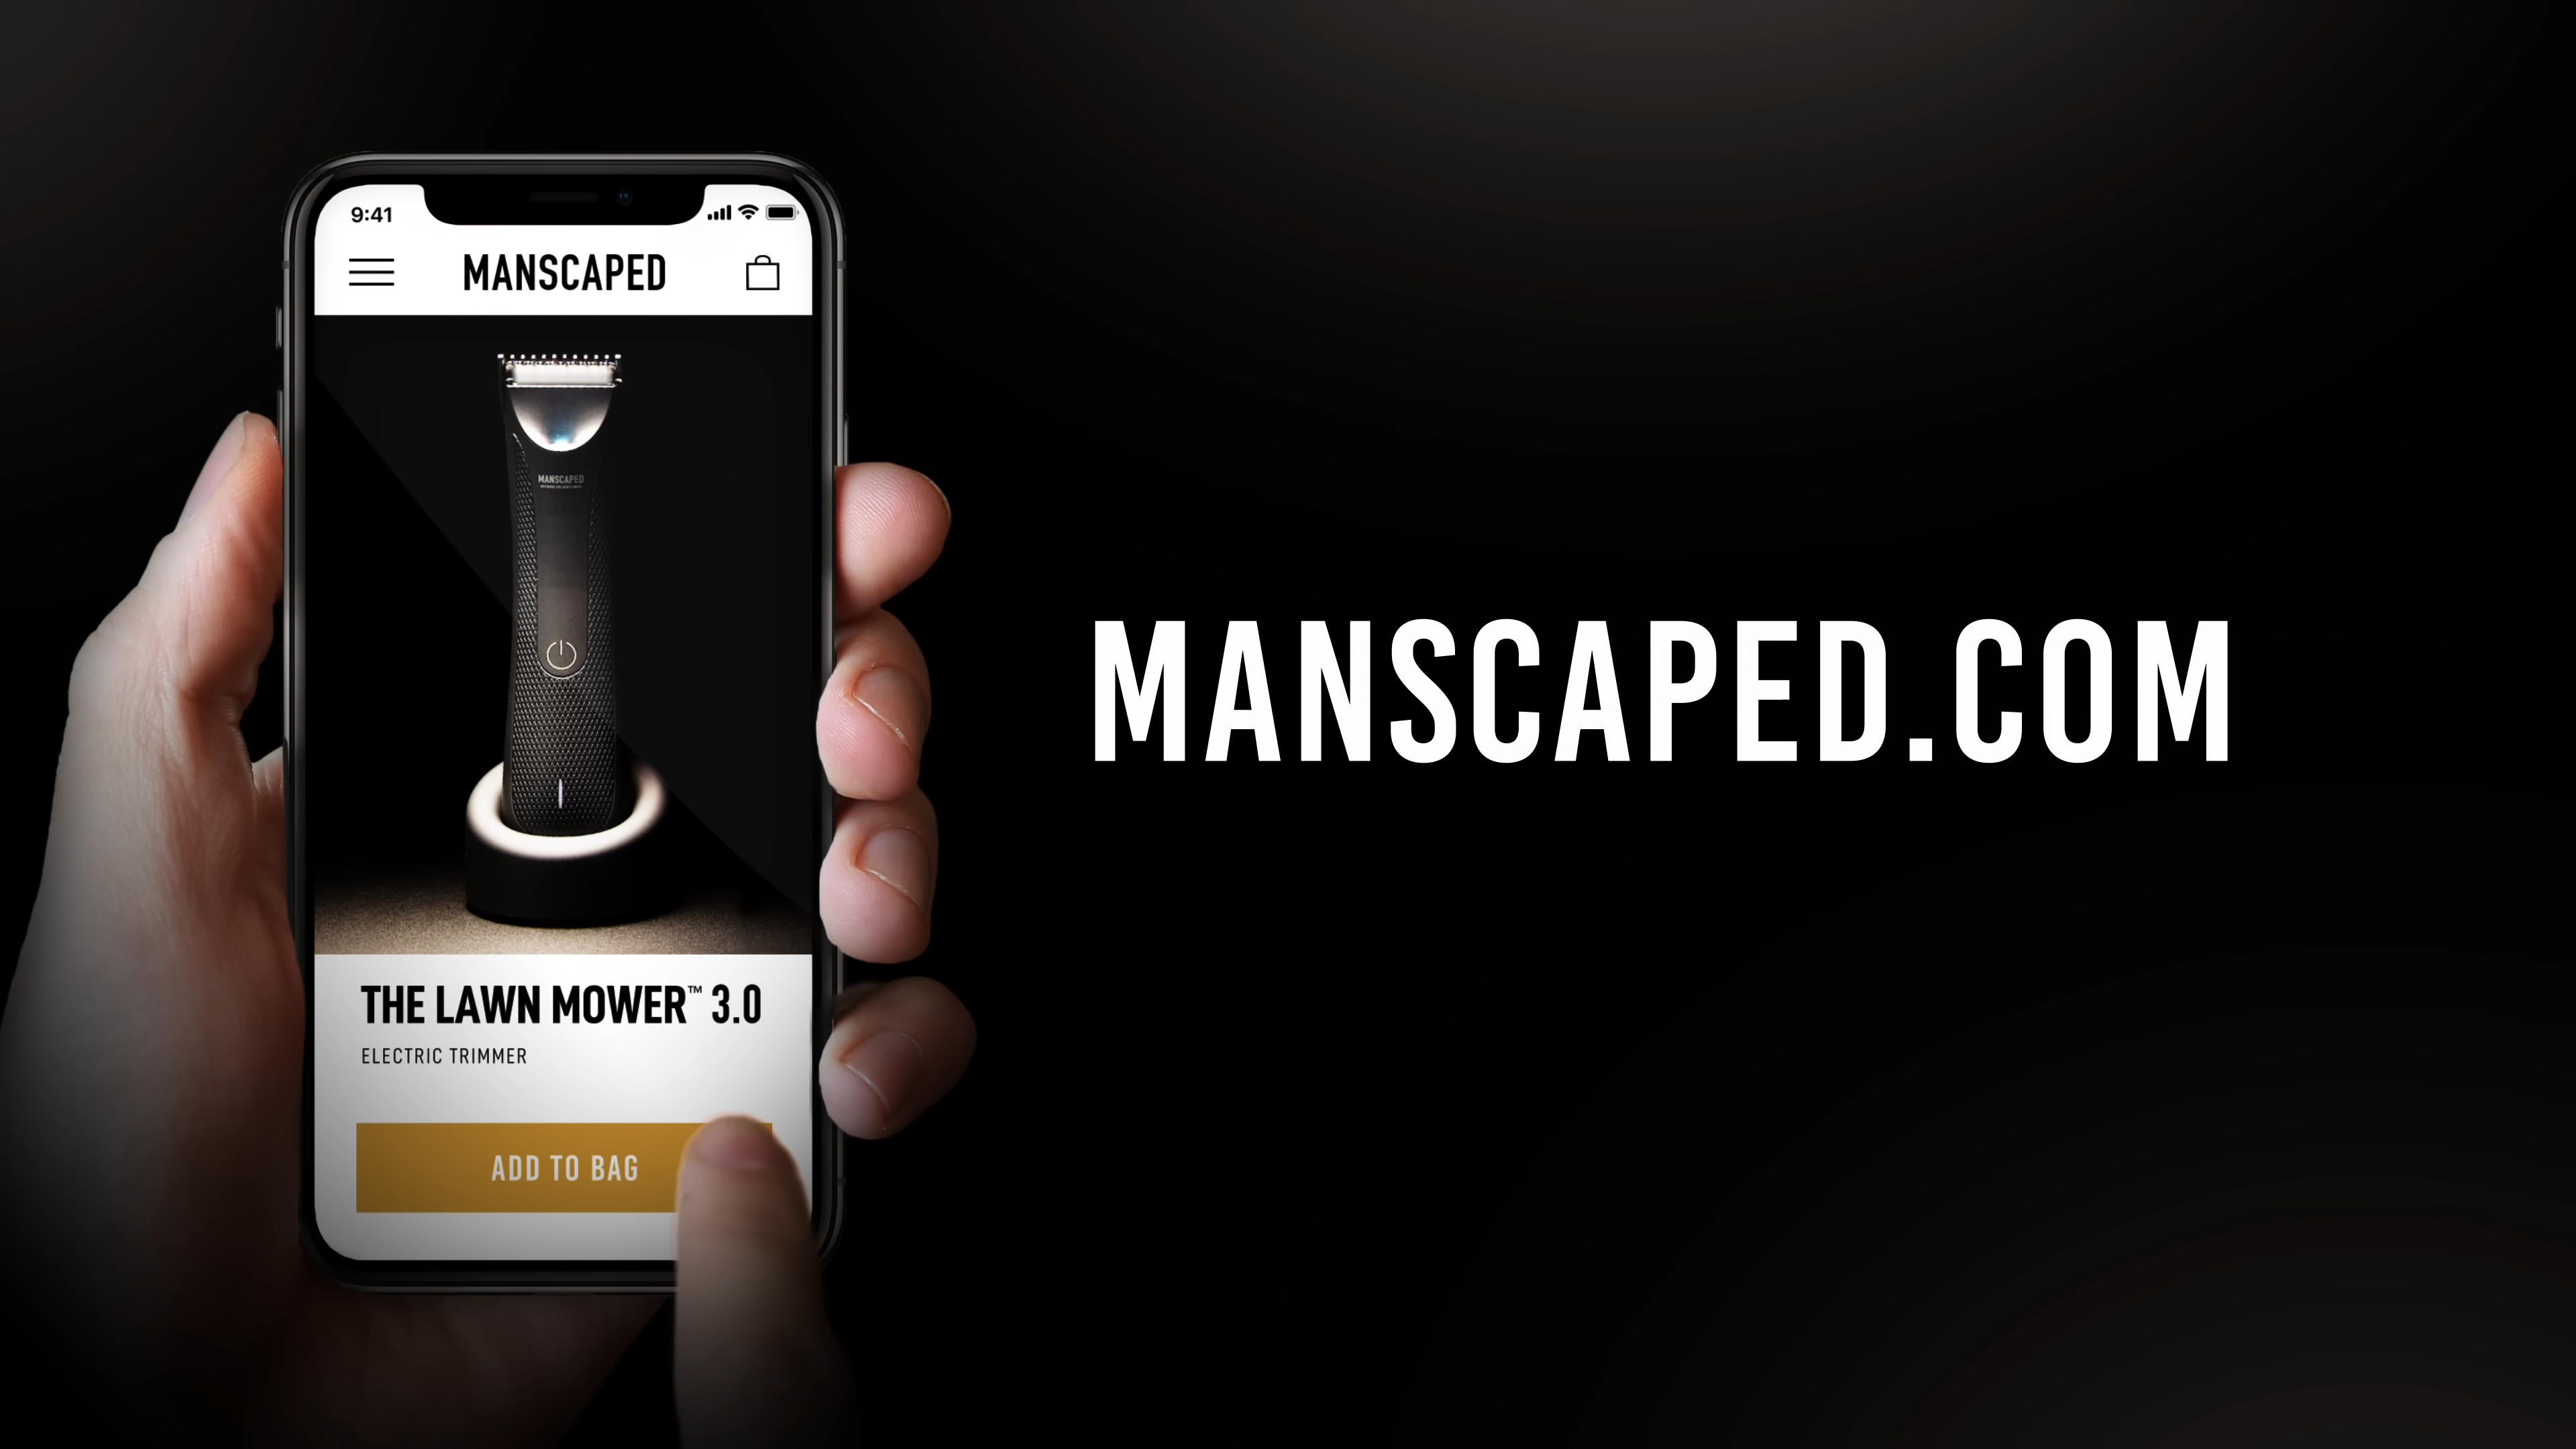 9:41
MANSCAPED
MANSCAPED
THE LAWN MOWER™ 3.0
ELECTRIC TRIMMER
ADD TO BAG
MANSCAPED.COM